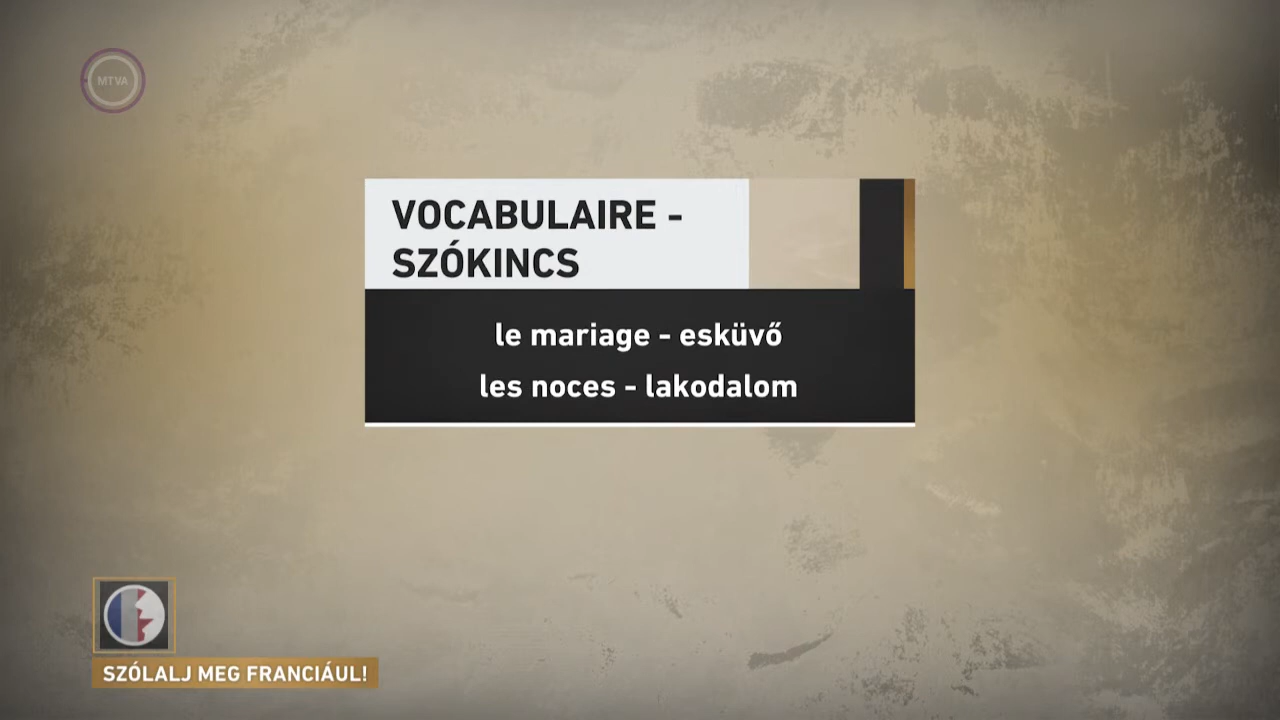 MTVA
VOCABULAIRE -
SZÓKINCS
le mariage - esküvő
les noces - lakodalom
SZÓLALJ MEG FRANCIÁUL!